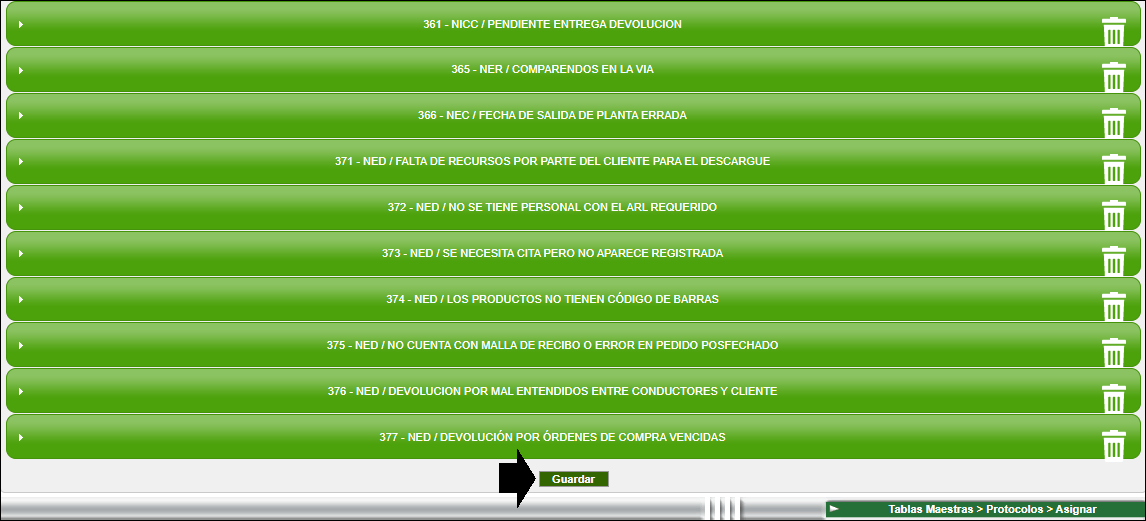 361 - NICC / PENDIENTE ENTREGA DEVOLUCION
365 - NER / COMPARENDOS EN LA VIA
366 - NEC / FECHA DE SALIDA DE PLANTA ERRADA
371 - NED / FALTA DE RECURSOS POR PARTE DEL CLIENTE PARA EL DESCARGUE
372 - NED / NO SE TIENE PERSONAL CON EL ARL REQUERIDO
373 - NED / SE NECESITA CITA PERO NO APARECE REGISTRADA
374 - NED / LOS PRODUCTOS NO TIENEN CÓDIGO DE BARRAS
375 - NED / NO CUENTA CON MALLA DE RECIBO O ERROR EN PEDIDO POSFECHADO
376 - NED / DEVOLUCION POR MAL ENTENDIDOS ENTRE CONDUCTORES Y CLIENTE
377 - NED / DEVOLUCIÓN POR ÓRDENES DE COMPRA VENCIDAS
Guardar
Tablas Maestras > Protocolos > Asignar